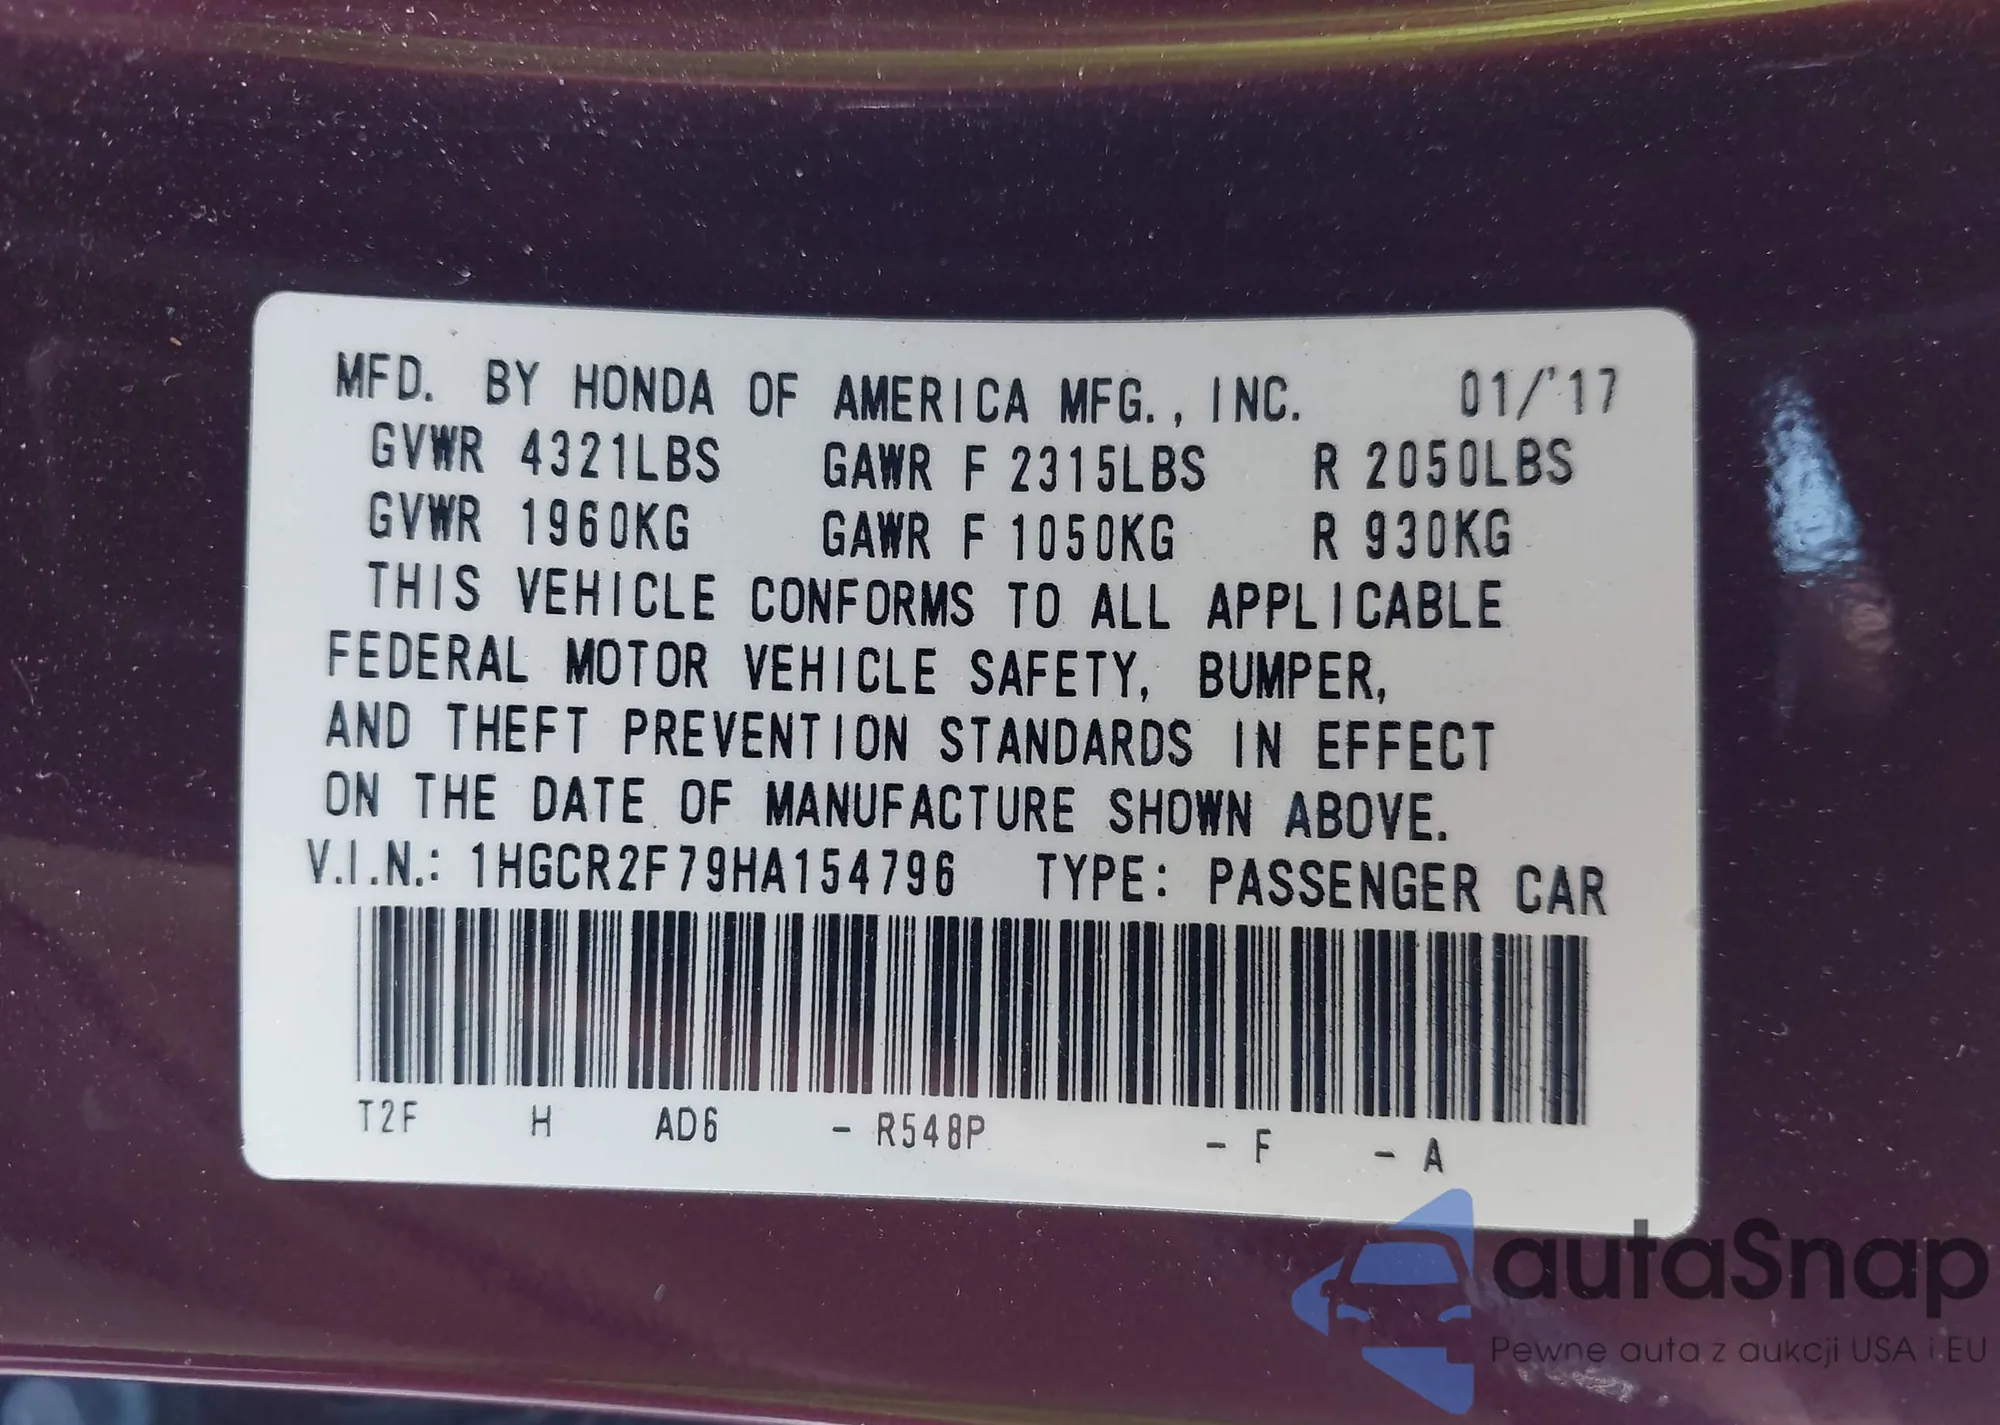 MFD. BY HONDA OF AMERICA MFG., INC. 01/'17
GVWR 4321LBS GAWR F 2315LBS R 2050LBS
GVWR 1960KG GAWR F 1050KG R 930KG
THIS VEHICLE CONFORMS TO ALL APPLICABLE
FEDERAL MOTOR VEHICLE SAFETY, BUMPER,
AND THEFT PREVENTION STANDARDS IN EFFECT
ON THE DATE OF MANUFACTURE SHOWN ABOVE.
V.I.N.: 1HGCR2F79HA154796 TYPE: PASSENGER CAR
T2F H AD6 - R548P - F - A
autaSnap
Pewne auta z aukcji USA i EU